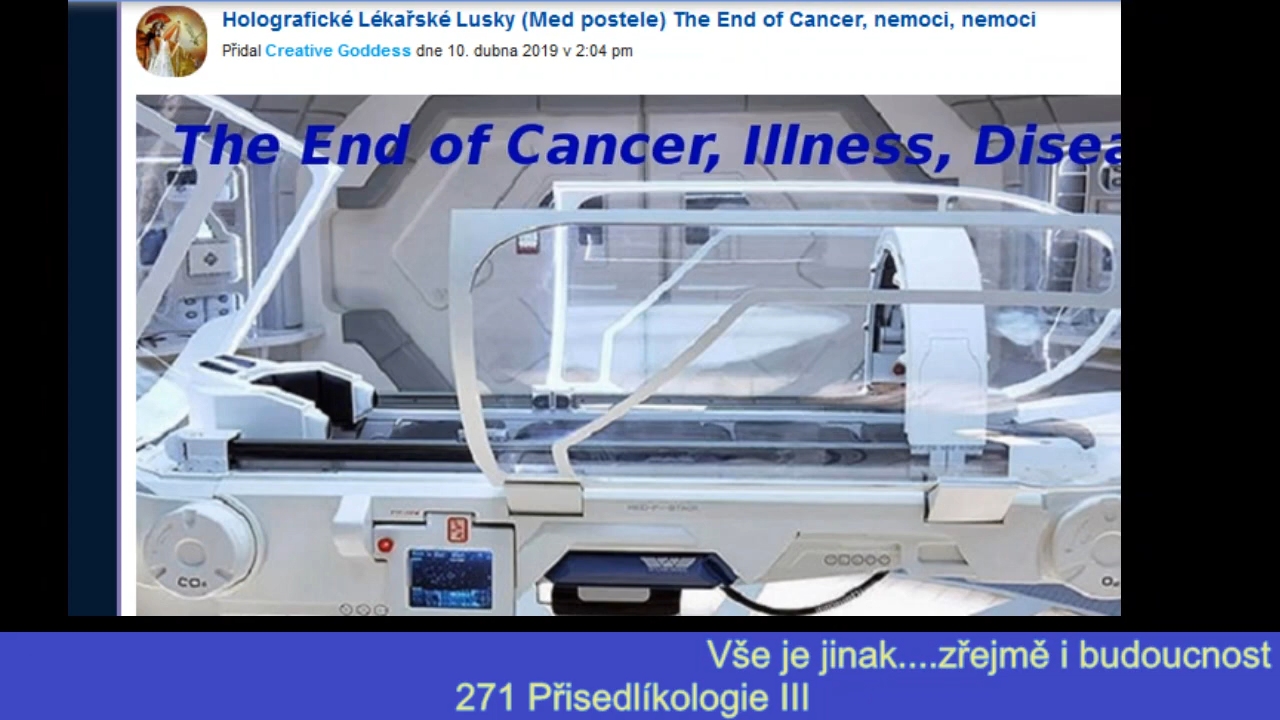 Holografické Lékařské Lusky (Med postele) The End of Cancer, nemoci, nemoci
Přidal Creative Goddess dne 10. dubna 2019 v 2:04 pm
The End of Cancer, Illness, Disea
CO₂
Vše je jinak....zřejmě i budoucnost
271 Přisedlíkologie III